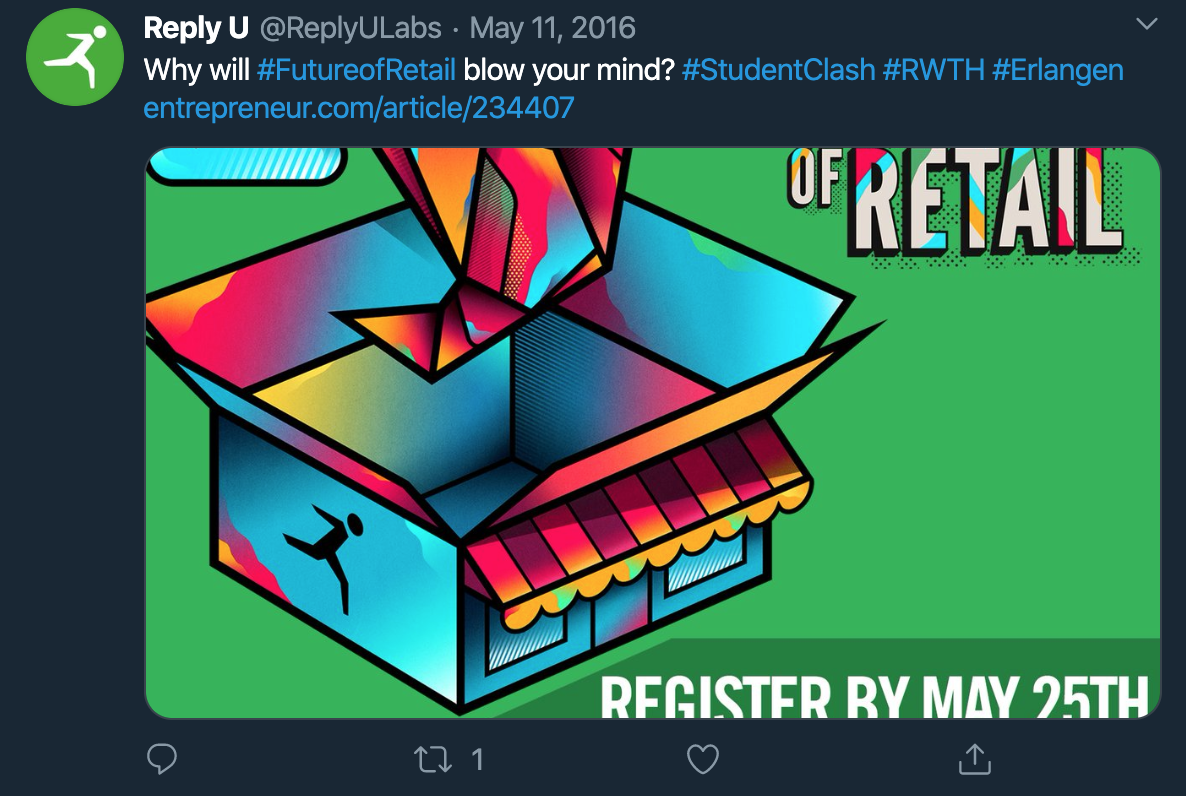 Reply U @ReplyULabs · May 11, 2016
Why will #FutureofRetail blow your mind? #StudentClash #RWTH #Erlangen
entrepreneur.com/article/234407
OF RETAIL
REGISTER BY MAY 25TH
1